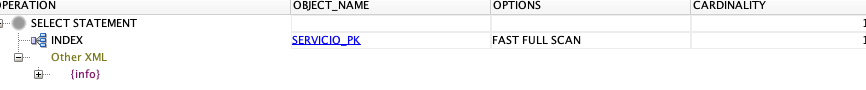 OPERATION OBJECT_NAME OPTIONS CARDINALITY
SELECT STATEMENT 1
INDEX SERVICIO_PK FAST FULL SCAN 1
Other XML
{info}